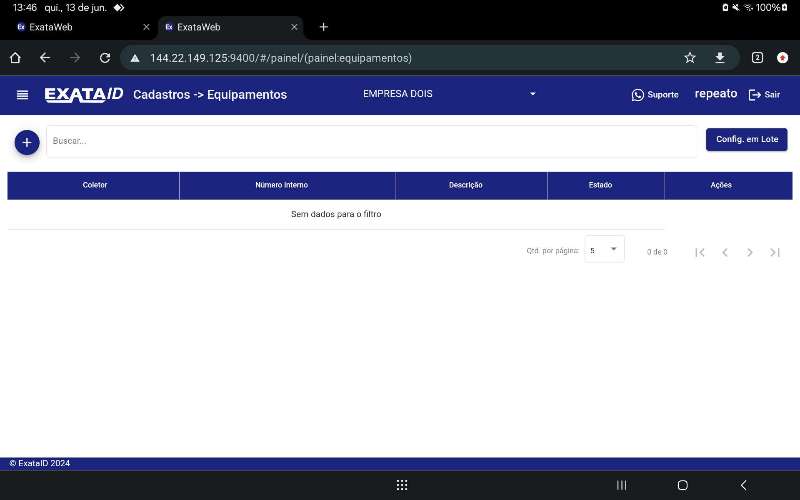 13:46 qui., 13 de jun.
100%
ExataWeb
ExataWeb
144.22.149.125:9400/#/painel/(painel:equipamentos)
2
EXATAID
Cadastros -> Equipamentos
EMPRESA DOIS
Suporte
repeato
Sair
+
Buscar...
Config. em Lote
Coletor
Número Interno
Descrição
Estado
Ações
Sem dados para o filtro
Qtd. por página:
5
0 de 0
© ExataID 2024